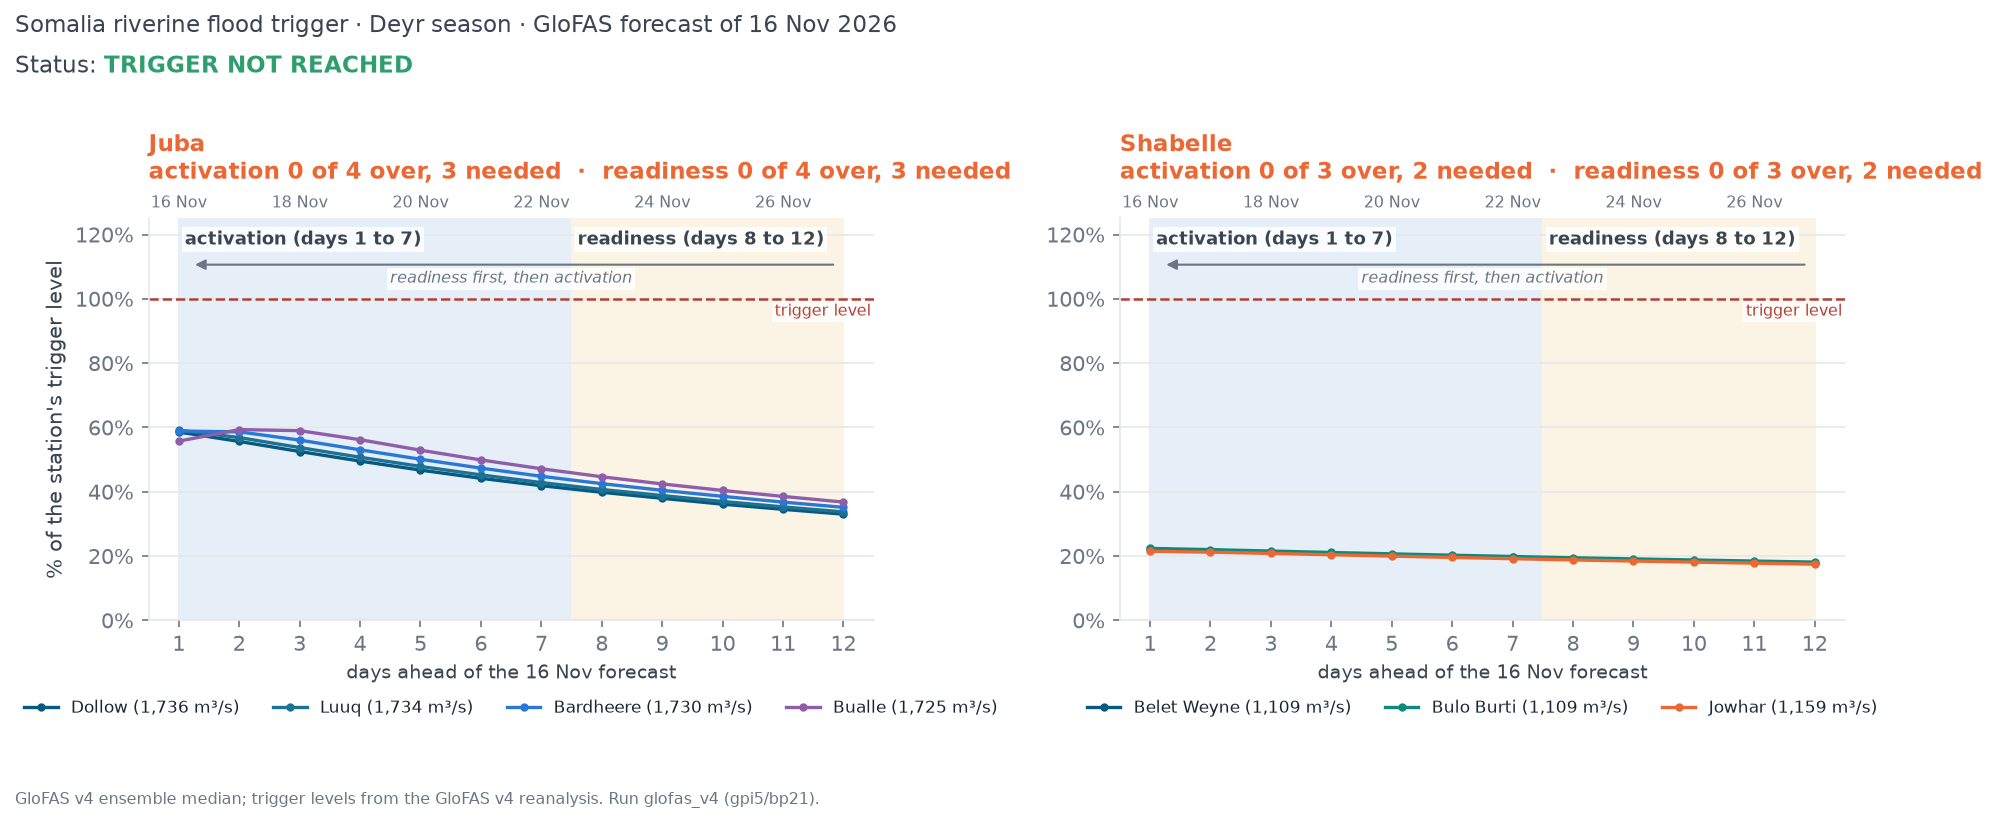 Somalia riverine flood trigger · Deyr season · GloFAS forecast of 16 Nov 2026
Status: TRIGGER NOT REACHED
Juba
activation 0 of 4 over, 3 needed · readiness 0 of 4 over, 3 needed
16 Nov 18 Nov 20 Nov 22 Nov 24 Nov 26 Nov
120%
activation (days 1 to 7) readiness (days 8 to 12)
readiness first, then activation
100%
trigger level
80%
60%
40%
20%
0%
% of the station's trigger level
1 2 3 4 5 6 7 8 9 10 11 12
days ahead of the 16 Nov forecast
Dollow (1,736 m³/s) Luuq (1,734 m³/s) Bardheere (1,730 m³/s) Bualle (1,725 m³/s)
Shabelle
activation 0 of 3 over, 2 needed · readiness 0 of 3 over, 2 needed
16 Nov 18 Nov 20 Nov 22 Nov 24 Nov 26 Nov
120%
activation (days 1 to 7) readiness (days 8 to 12)
readiness first, then activation
100%
trigger level
80%
60%
40%
20%
0%
1 2 3 4 5 6 7 8 9 10 11 12
days ahead of the 16 Nov forecast
Belet Weyne (1,109 m³/s) Bulo Burti (1,109 m³/s) Jowhar (1,159 m³/s)
GloFAS v4 ensemble median; trigger levels from the GloFAS v4 reanalysis. Run glofas_v4 (gpi5/bp21).